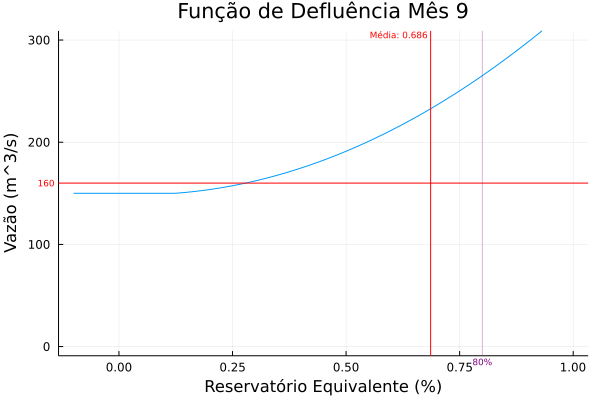 Função de Defluência Mês 9
Média: 0.686
300
200
160
100
0
Vazão (m^3/s)
0.00
0.25
0.50
0.75
80%
1.00
Reservatório Equivalente (%)